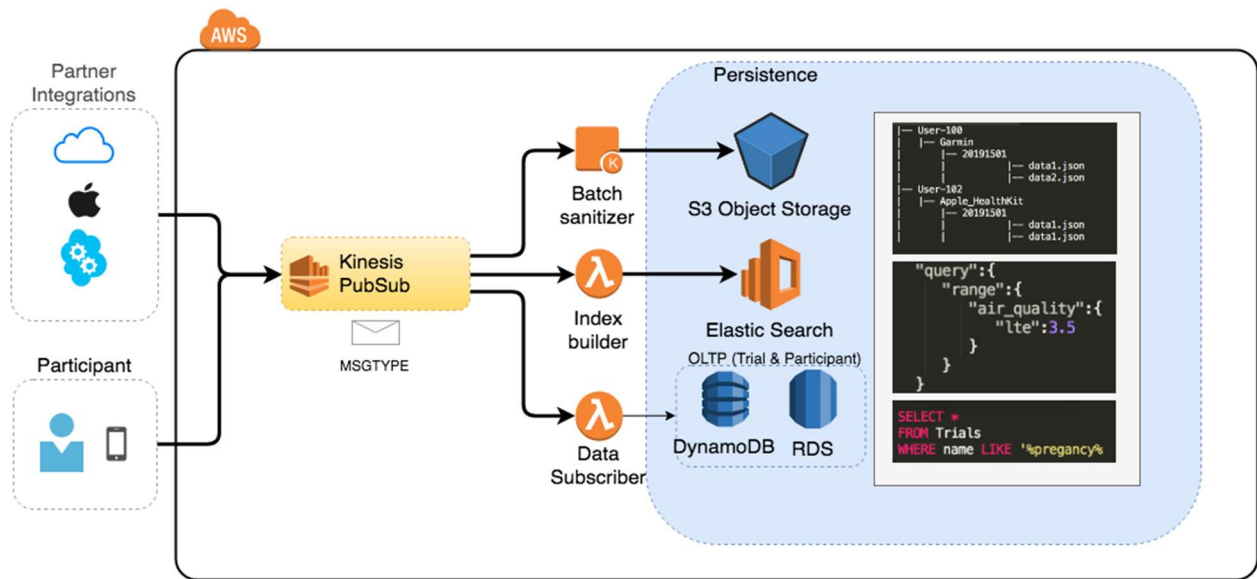 AWS
Partner
Integrations
Participant
Kinesis
PubSub
MSGTYPE
K
Batch
sanitizer
λ
Index
builder
λ
Data
Subscriber
Persistence
S3 Object Storage
Elastic Search
OLTP (Trial & Participant)
DynamoDB
RDS
|── User-100
|   |── Garmin
|       |── 20191501
|       |       |── data1.json
|       |       |── data2.json
|── User-102
|   |── Apple_HealthKit
|       |── 20191501
|       |       |── data1.json
|       |       |── data1.json
"query":{
"range":{
"air_quality":{
"lte":3.5
}
}
}
SELECT *
FROM Trials
WHERE name LIKE '%pregancy%